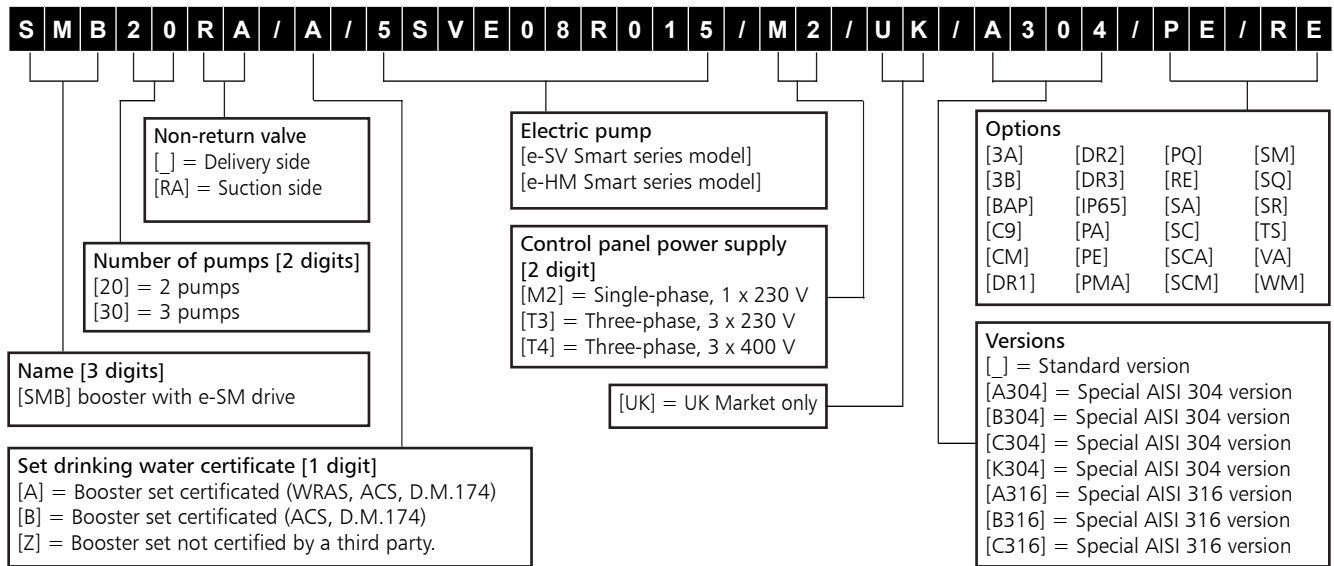 SMB20RA/A/5SVE08R015/M2/UK/A304/PE/RE
Non-return valve
[_] = Delivery side
[RA] = Suction side
Number of pumps [2 digits]
[20] = 2 pumps
[30] = 3 pumps
Name [3 digits]
[SMB] booster with e-SM drive
Set drinking water certificate [1 digit]
[A] = Booster set certificated (WRAS, ACS, D.M.174)
[B] = Booster set certificated (ACS, D.M.174)
[Z] = Booster set not certified by a third party.
Electric pump
[e-SV Smart series model]
[e-HM Smart series model]
Control panel power supply
[2 digit]
[M2] = Single-phase, 1 x 230 V
[T3] = Three-phase, 3 x 230 V
[T4] = Three-phase, 3 x 400 V
[UK] = UK Market only
Options
[3A] [DR2] [PQ] [SM]
[3B] [DR3] [RE] [SQ]
[BAP] [IP65] [SA] [SR]
[C9] [PA] [SC] [TS]
[CM] [PE] [SCA] [VA]
[DR1] [PMA] [SCM] [WM]
Versions
[_] = Standard version
[A304] = Special AISI 304 version
[B304] = Special AISI 304 version
[C304] = Special AISI 304 version
[K304] = Special AISI 304 version
[A316] = Special AISI 316 version
[B316] = Special AISI 316 version
[C316] = Special AISI 316 version